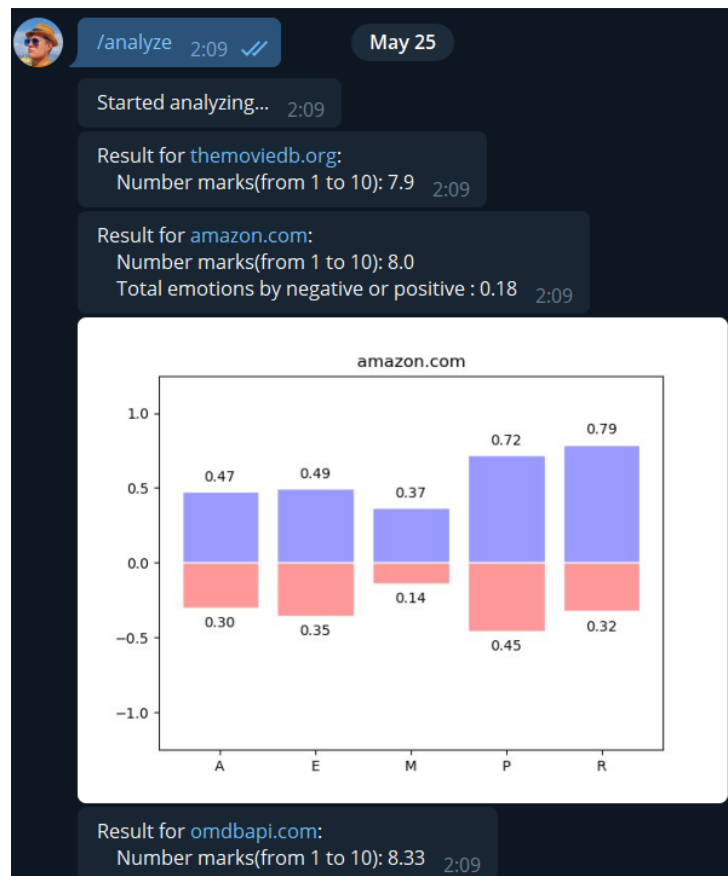 /analyze 2:09
May 25
Started analyzing... 2:09
Result for themoviedb.org:
Number marks(from 1 to 10): 7.9 2:09
Result for amazon.com:
Number marks(from 1 to 10): 8.0
Total emotions by negative or positive : 0.18 2:09
amazon.com
1.0
0.5
0.0
−0.5
−1.0
0.47 0.49 0.37 0.72 0.79
0.30 0.35 0.14 0.45 0.32
A E M P R
Result for omdbapi.com:
Number marks(from 1 to 10): 8.33 2:09